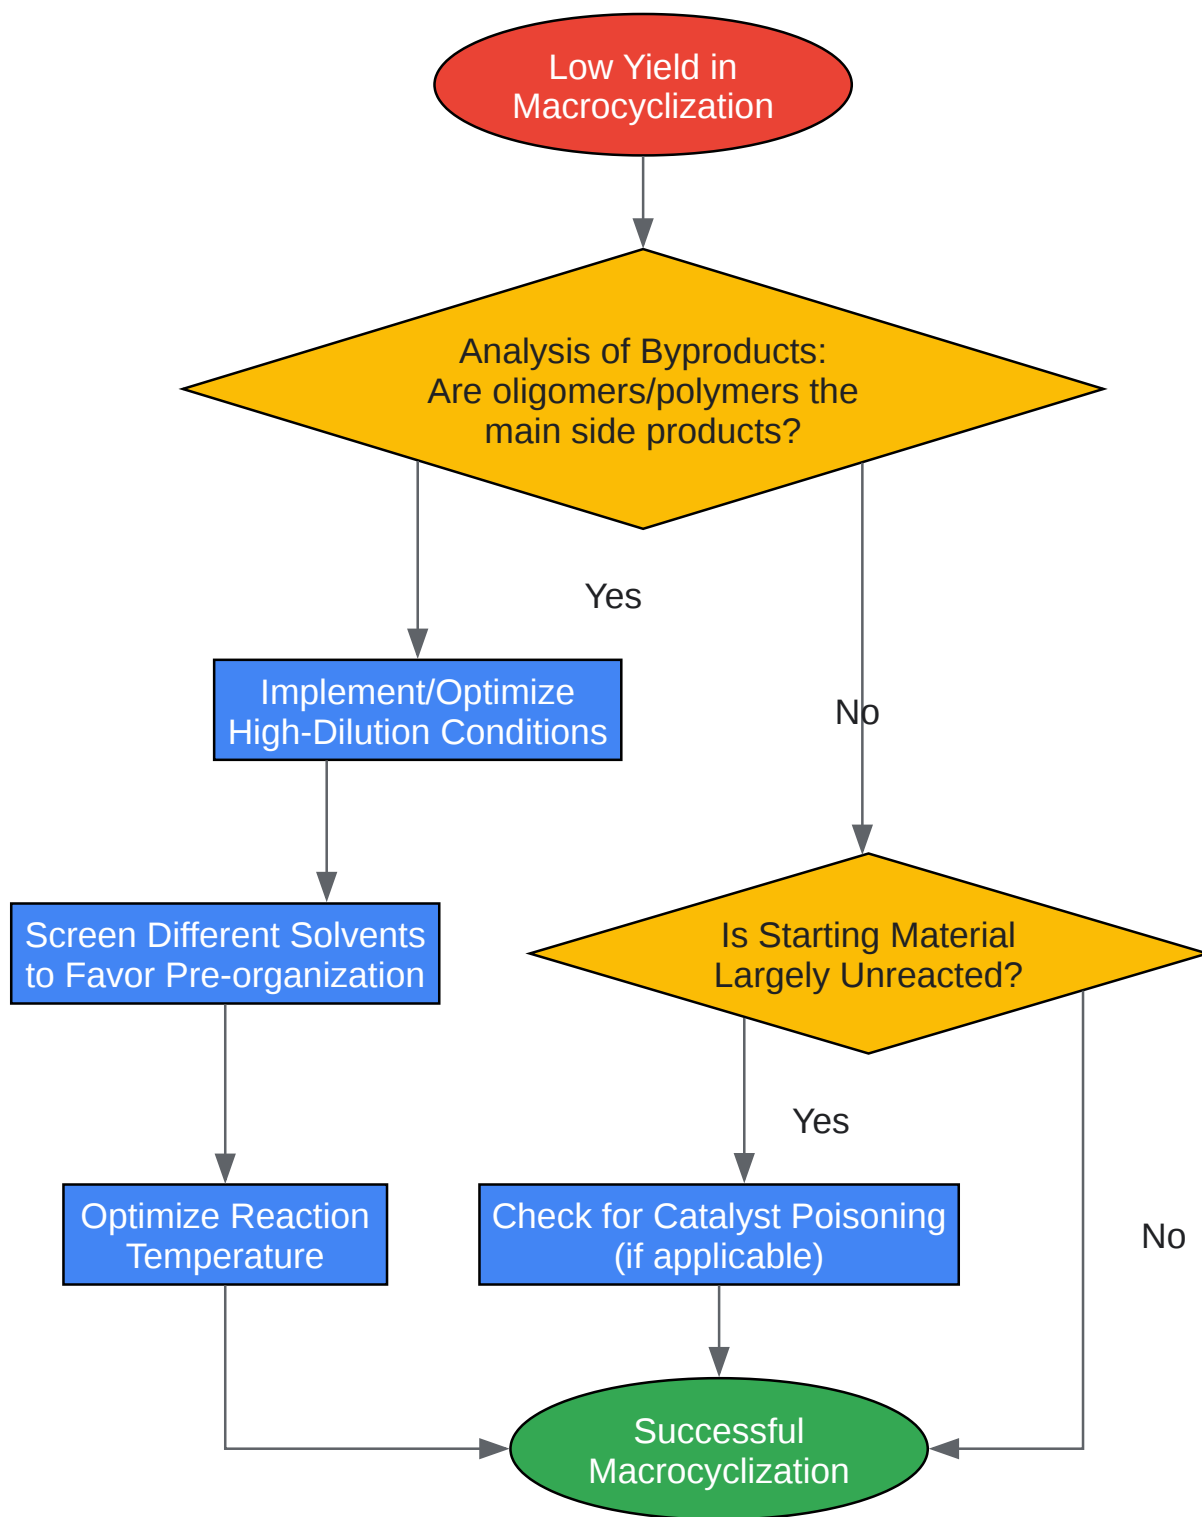 Low Yield in
Macrocyclization
Analysis of Byproducts:
Are oligomers/polymers the
main side products?
Yes
Implement/Optimize
High-Dilution Conditions
No
Screen Different Solvents
to Favor Pre-organization
Is Starting Material
Largely Unreacted?
Yes
Optimize Reaction
Temperature
Check for Catalyst Poisoning
(if applicable)
No
Successful
Macrocyclization